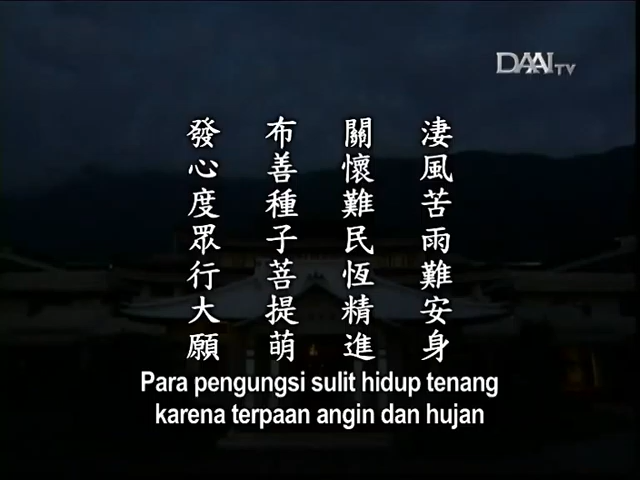 DAAI TV
淒風苦雨難安身
關懷難民恆精進
布善種子菩提萌
發心度眾行大願
Para pengungsi sulit hidup tenang
karena terpaan angin dan hujan